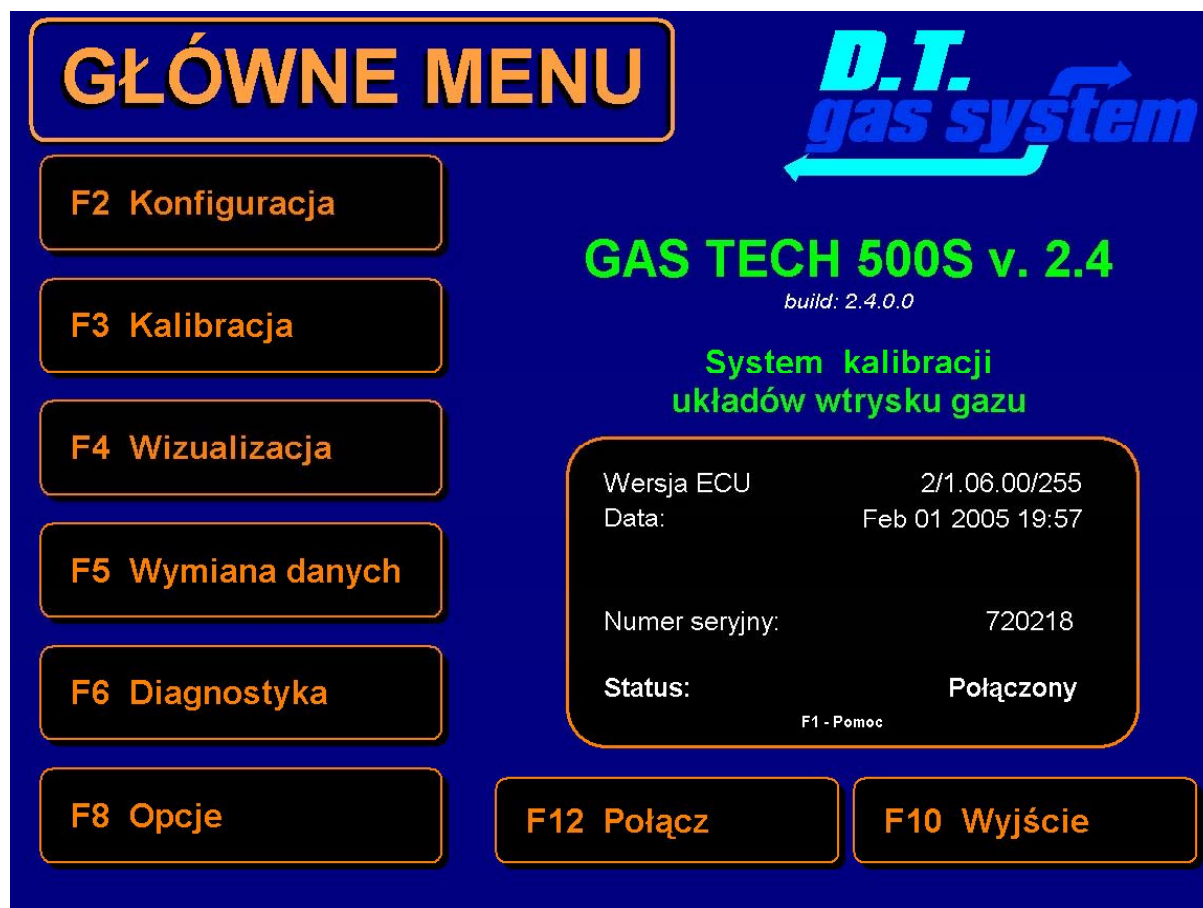 GŁÓWNE MENU
D.T.
gas system
F2 Konfiguracja
F3 Kalibracja
F4 Wizualizacja
F5 Wymiana danych
F6 Diagnostyka
F8 Opcje
GAS TECH 500S v. 2.4
build: 2.4.0.0
System kalibracji
układów wtrysku gazu
Wersja ECU 2/1.06.00/255
Data: Feb 01 2005 19:57
Numer seryjny: 720218
Status: Połączony
F1 - Pomoc
F12 Połącz
F10 Wyjście